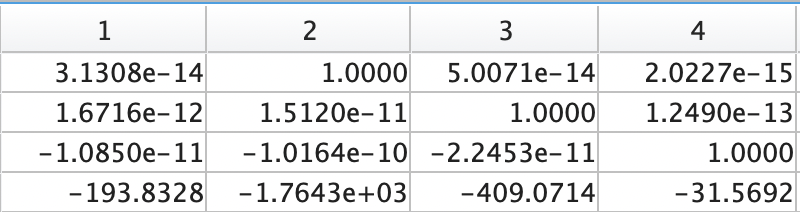 1 2 3 4
3.1308e-14 1.0000 5.0071e-14 2.0227e-15
1.6716e-12 1.5120e-11 1.0000 1.2490e-13
-1.0850e-11 -1.0164e-10 -2.2453e-11 1.0000
-193.8328 -1.7643e+03 -409.0714 -31.5692